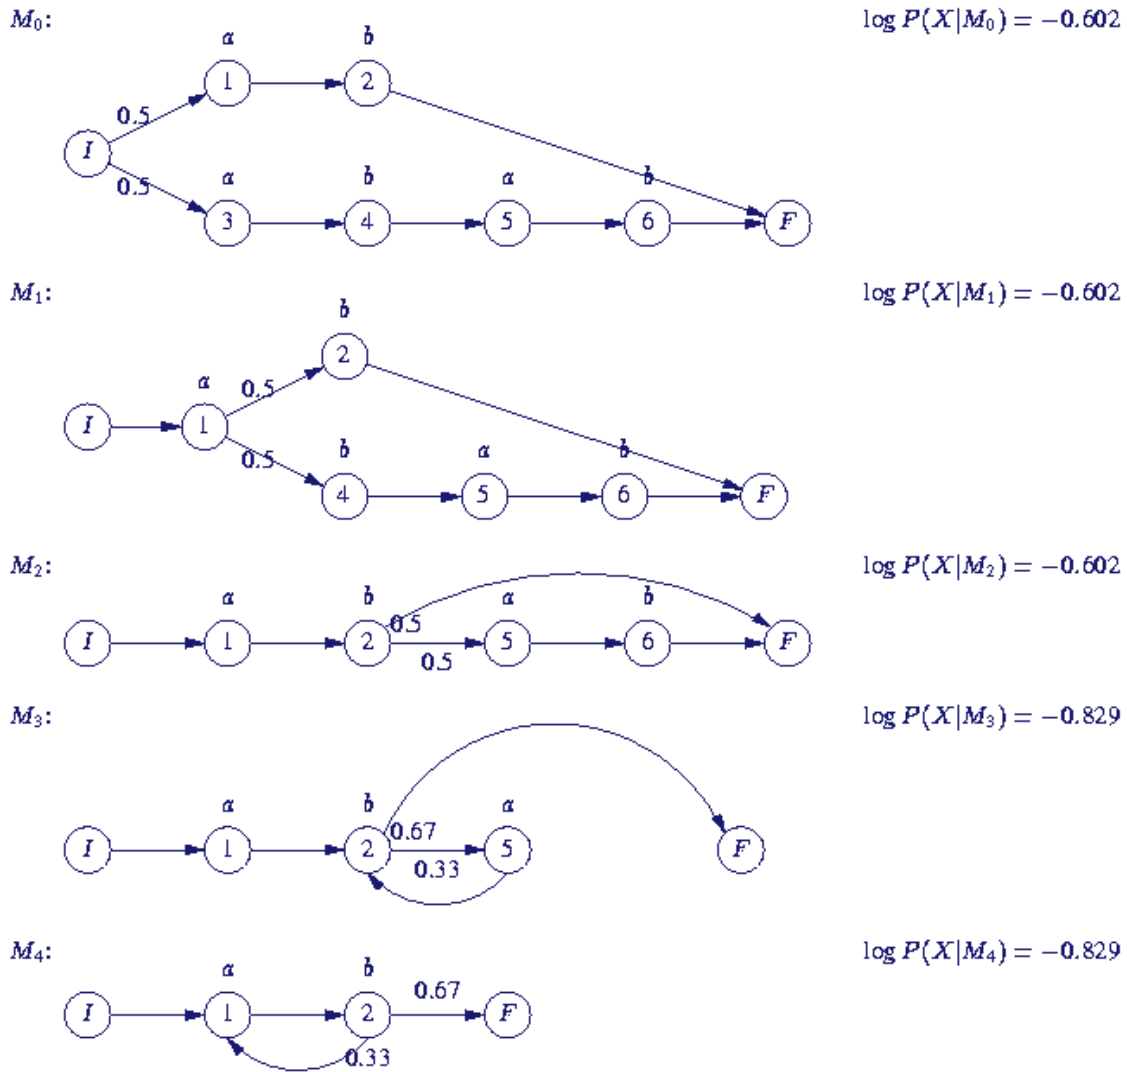 M₀: log P(X|M₀) = −0.602
a b
1 2
0.5
I
0.5
a b a b
3 4 5 6 F
M₁: log P(X|M₁) = −0.602
b
2
a 0.5
I 1
0.5 b a b
4 5 6 F
M₂: log P(X|M₂) = −0.602
a b a b
0.5
I 1 2 5 6 F
0.5
M₃: log P(X|M₃) = −0.829
a b a
0.67
I 1 2 5 F
0.33
M₄: log P(X|M₄) = −0.829
a b
0.67
I 1 2 F
0.33